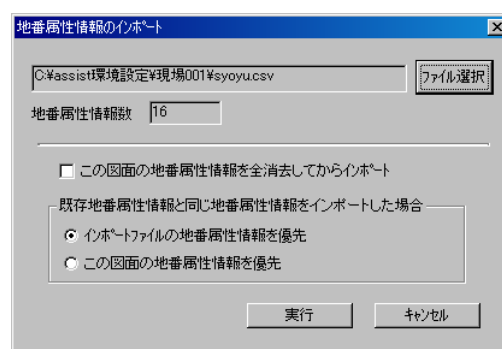 地番属性情報のインポート
C:¥assist環境設定¥現場001¥syoyu.csv
ファイル選択
地番属性情報数 16
この図面の地番属性情報を全消去してからインポート
既存地番属性情報と同じ地番属性情報をインポートした場合
インポートファイルの地番属性情報を優先
この図面の地番属性情報を優先
実行 キャンセル